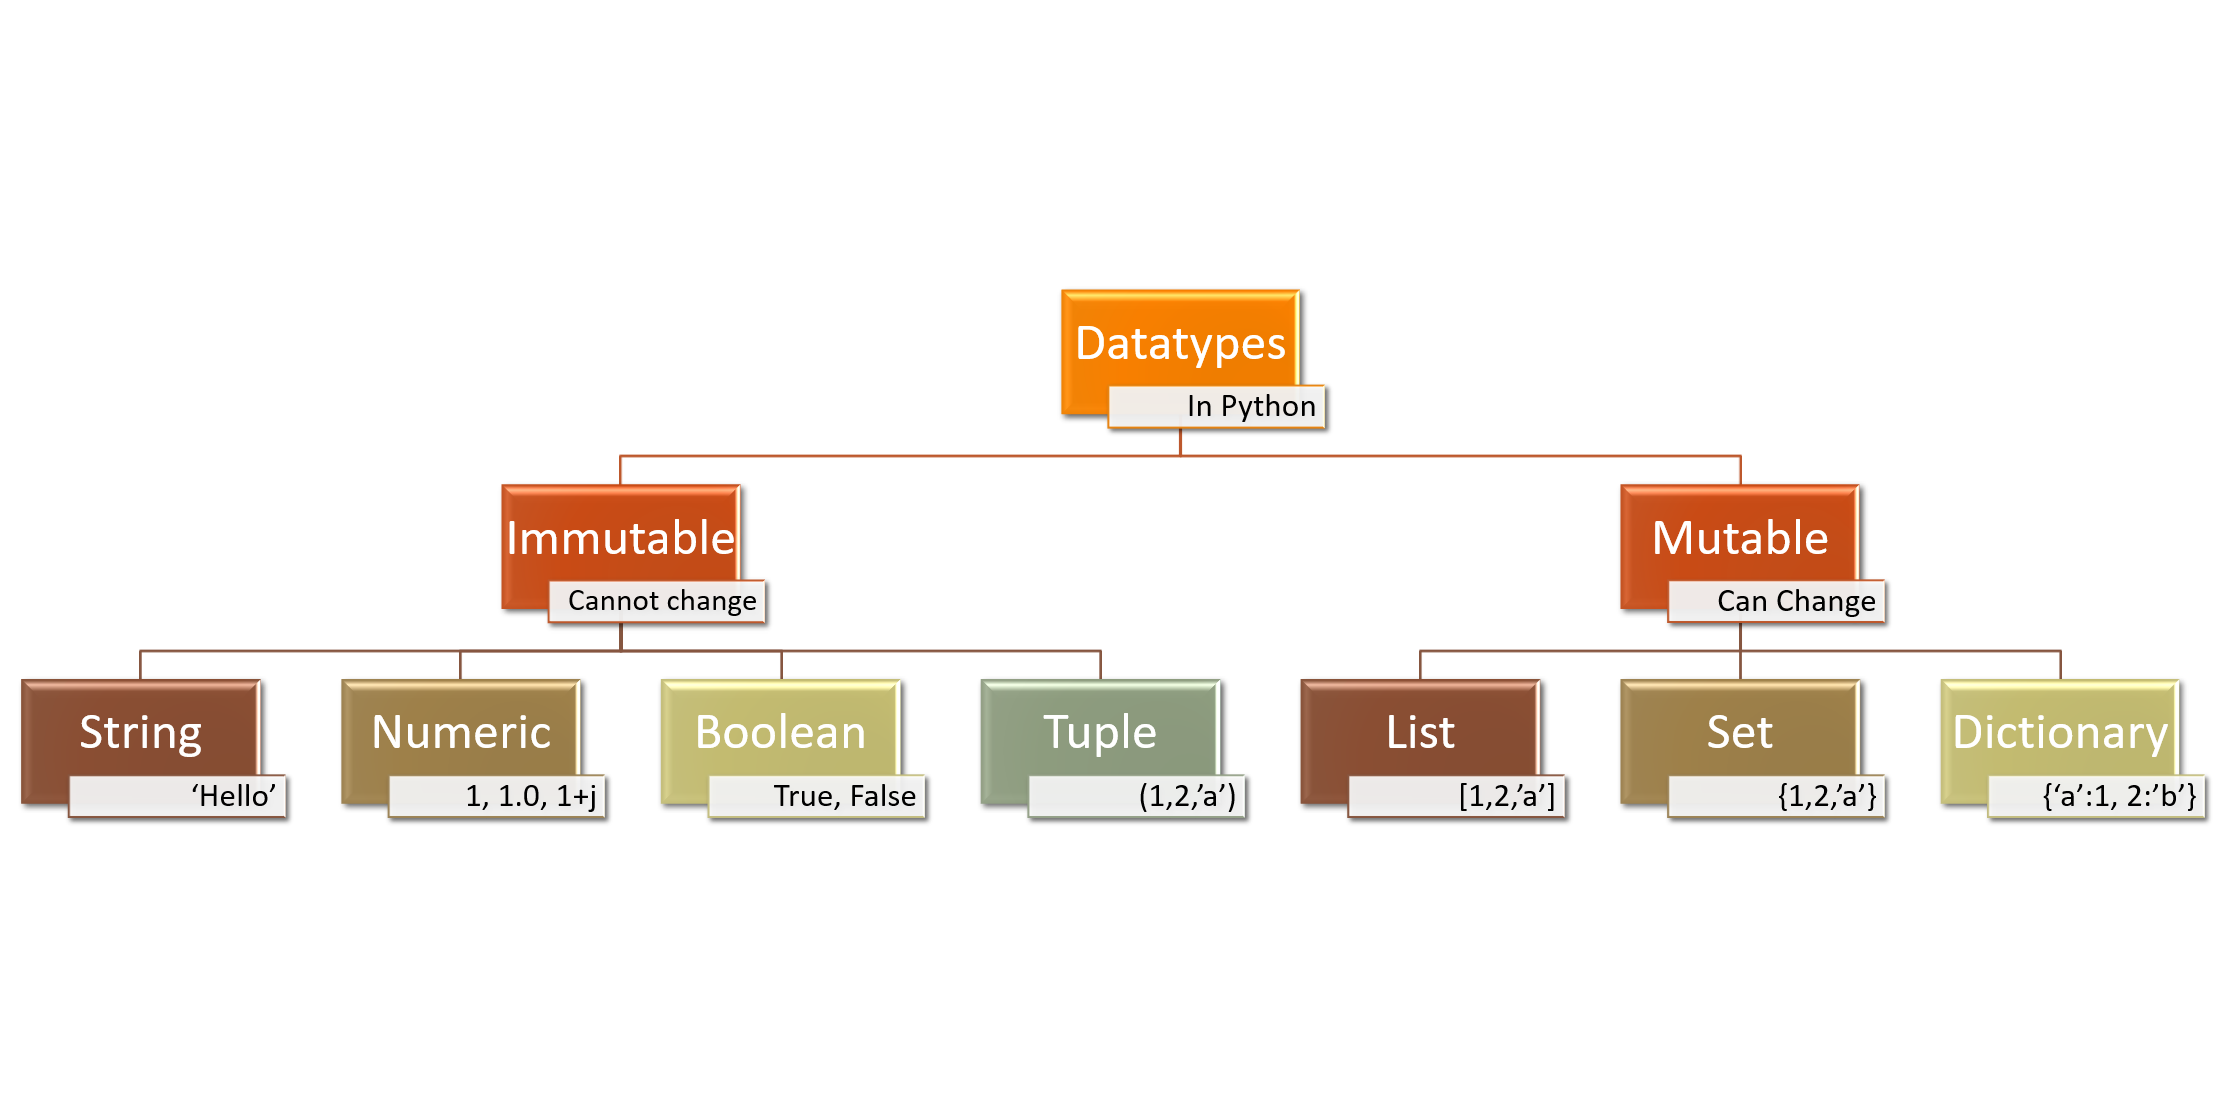 Datatypes
In Python
Immutable
Cannot change
Mutable
Can Change
String
‘Hello’
Numeric
1, 1.0, 1+j
Boolean
True, False
Tuple
(1,2,’a’)
List
[1,2,’a’]
Set
{1,2,’a’}
Dictionary
{‘a’:1, 2:’b’}